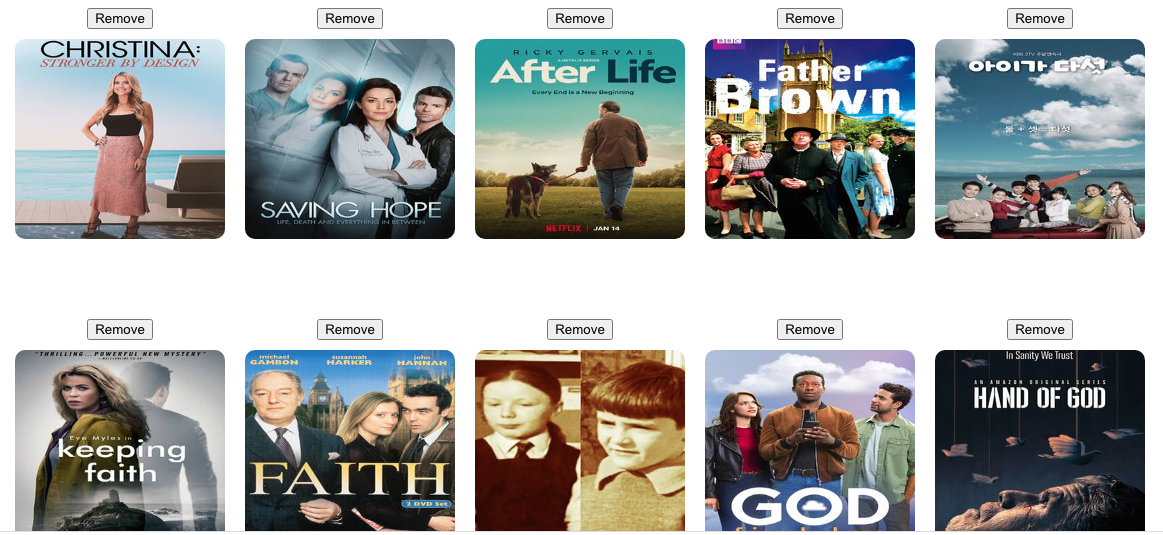 Remove
Remove
Remove
Remove
Remove
CHRISTINA:
STRONGER BY DESIGN
SAVING HOPE
LIFE, DEATH AND EVERYTHING IN BETWEEN
RICKY GERVAIS
A NETFLIX SERIES
After Life
Every End is a New Beginning
NETFLIX | JAN 14
BBC
Father
Brown
KBS 2TV 주말연속극
아이가 다섯
둘 + 셋 = 다섯
Remove
Remove
Remove
Remove
Remove
"THRILLING... POWERFUL NEW MYSTERY"
Eve Myles in
keeping
faith
michael
GAMBON
susannah
HARKER
john
HANNAH
FAITH
2 DVD Set
GOD
In Sanity We Trust
AN AMAZON ORIGINAL SERIES
HAND OF GOD